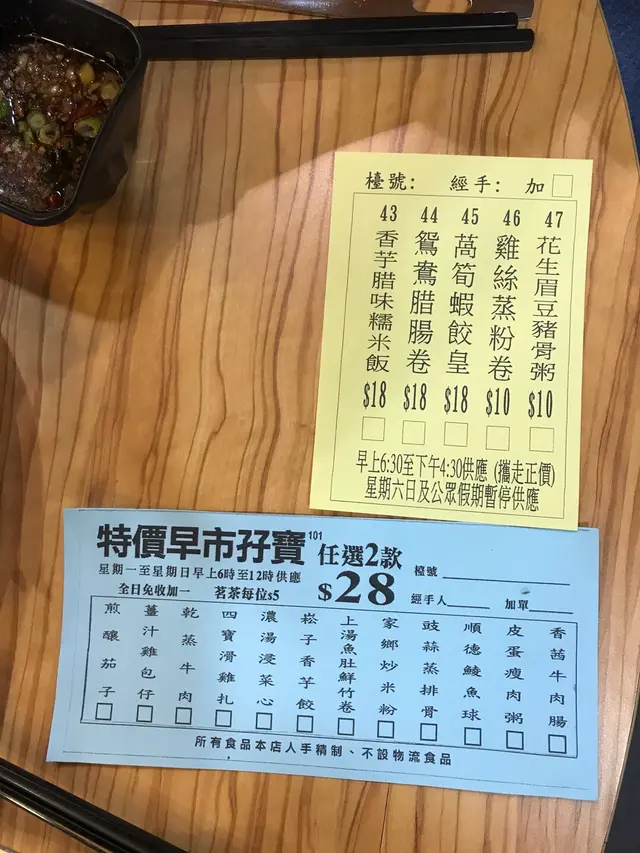 檯號: 經手: 加
43 44 45 46 47
香芋腊味糯米飯
鴛鴦腊腸卷
萵筍蝦餃皇
雞絲蒸粉卷
花生眉豆豬骨粥
$18 $18 $18 $10 $10
早上6:30至下午4:30供應 (攜走正價)
星期六日及公眾假期暫停供應
特價早市孖寶 101 任選2款
星期一至星期日早上6時至12時供應
$28
檯號
全日免收加一 茗茶每位$5
經手人 加單
煎釀茄子
薑汁雞包仔
乾蒸牛肉
四寶滑雞扎
濃湯浸菜心
崧子香芋餃
上湯魚肚鮮竹卷
家鄉炒米粉
豉蒜蒸排骨
順德鯪魚球
皮蛋瘦肉粥
香茜牛肉腸
所有食品本店人手精制、不設物流食品